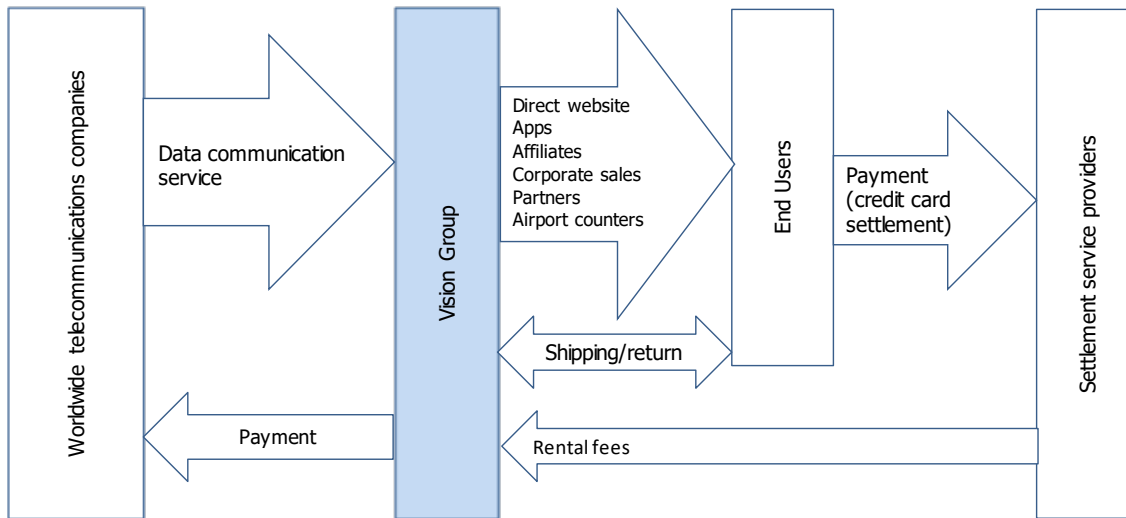 Worldwide telecommunications companies
Data communication
service
Payment
Vision Group
Direct website
Apps
Affiliates
Corporate sales
Partners
Airport counters
Shipping/return
Rental fees
End Users
Payment
(credit card
settlement)
Settlement service providers